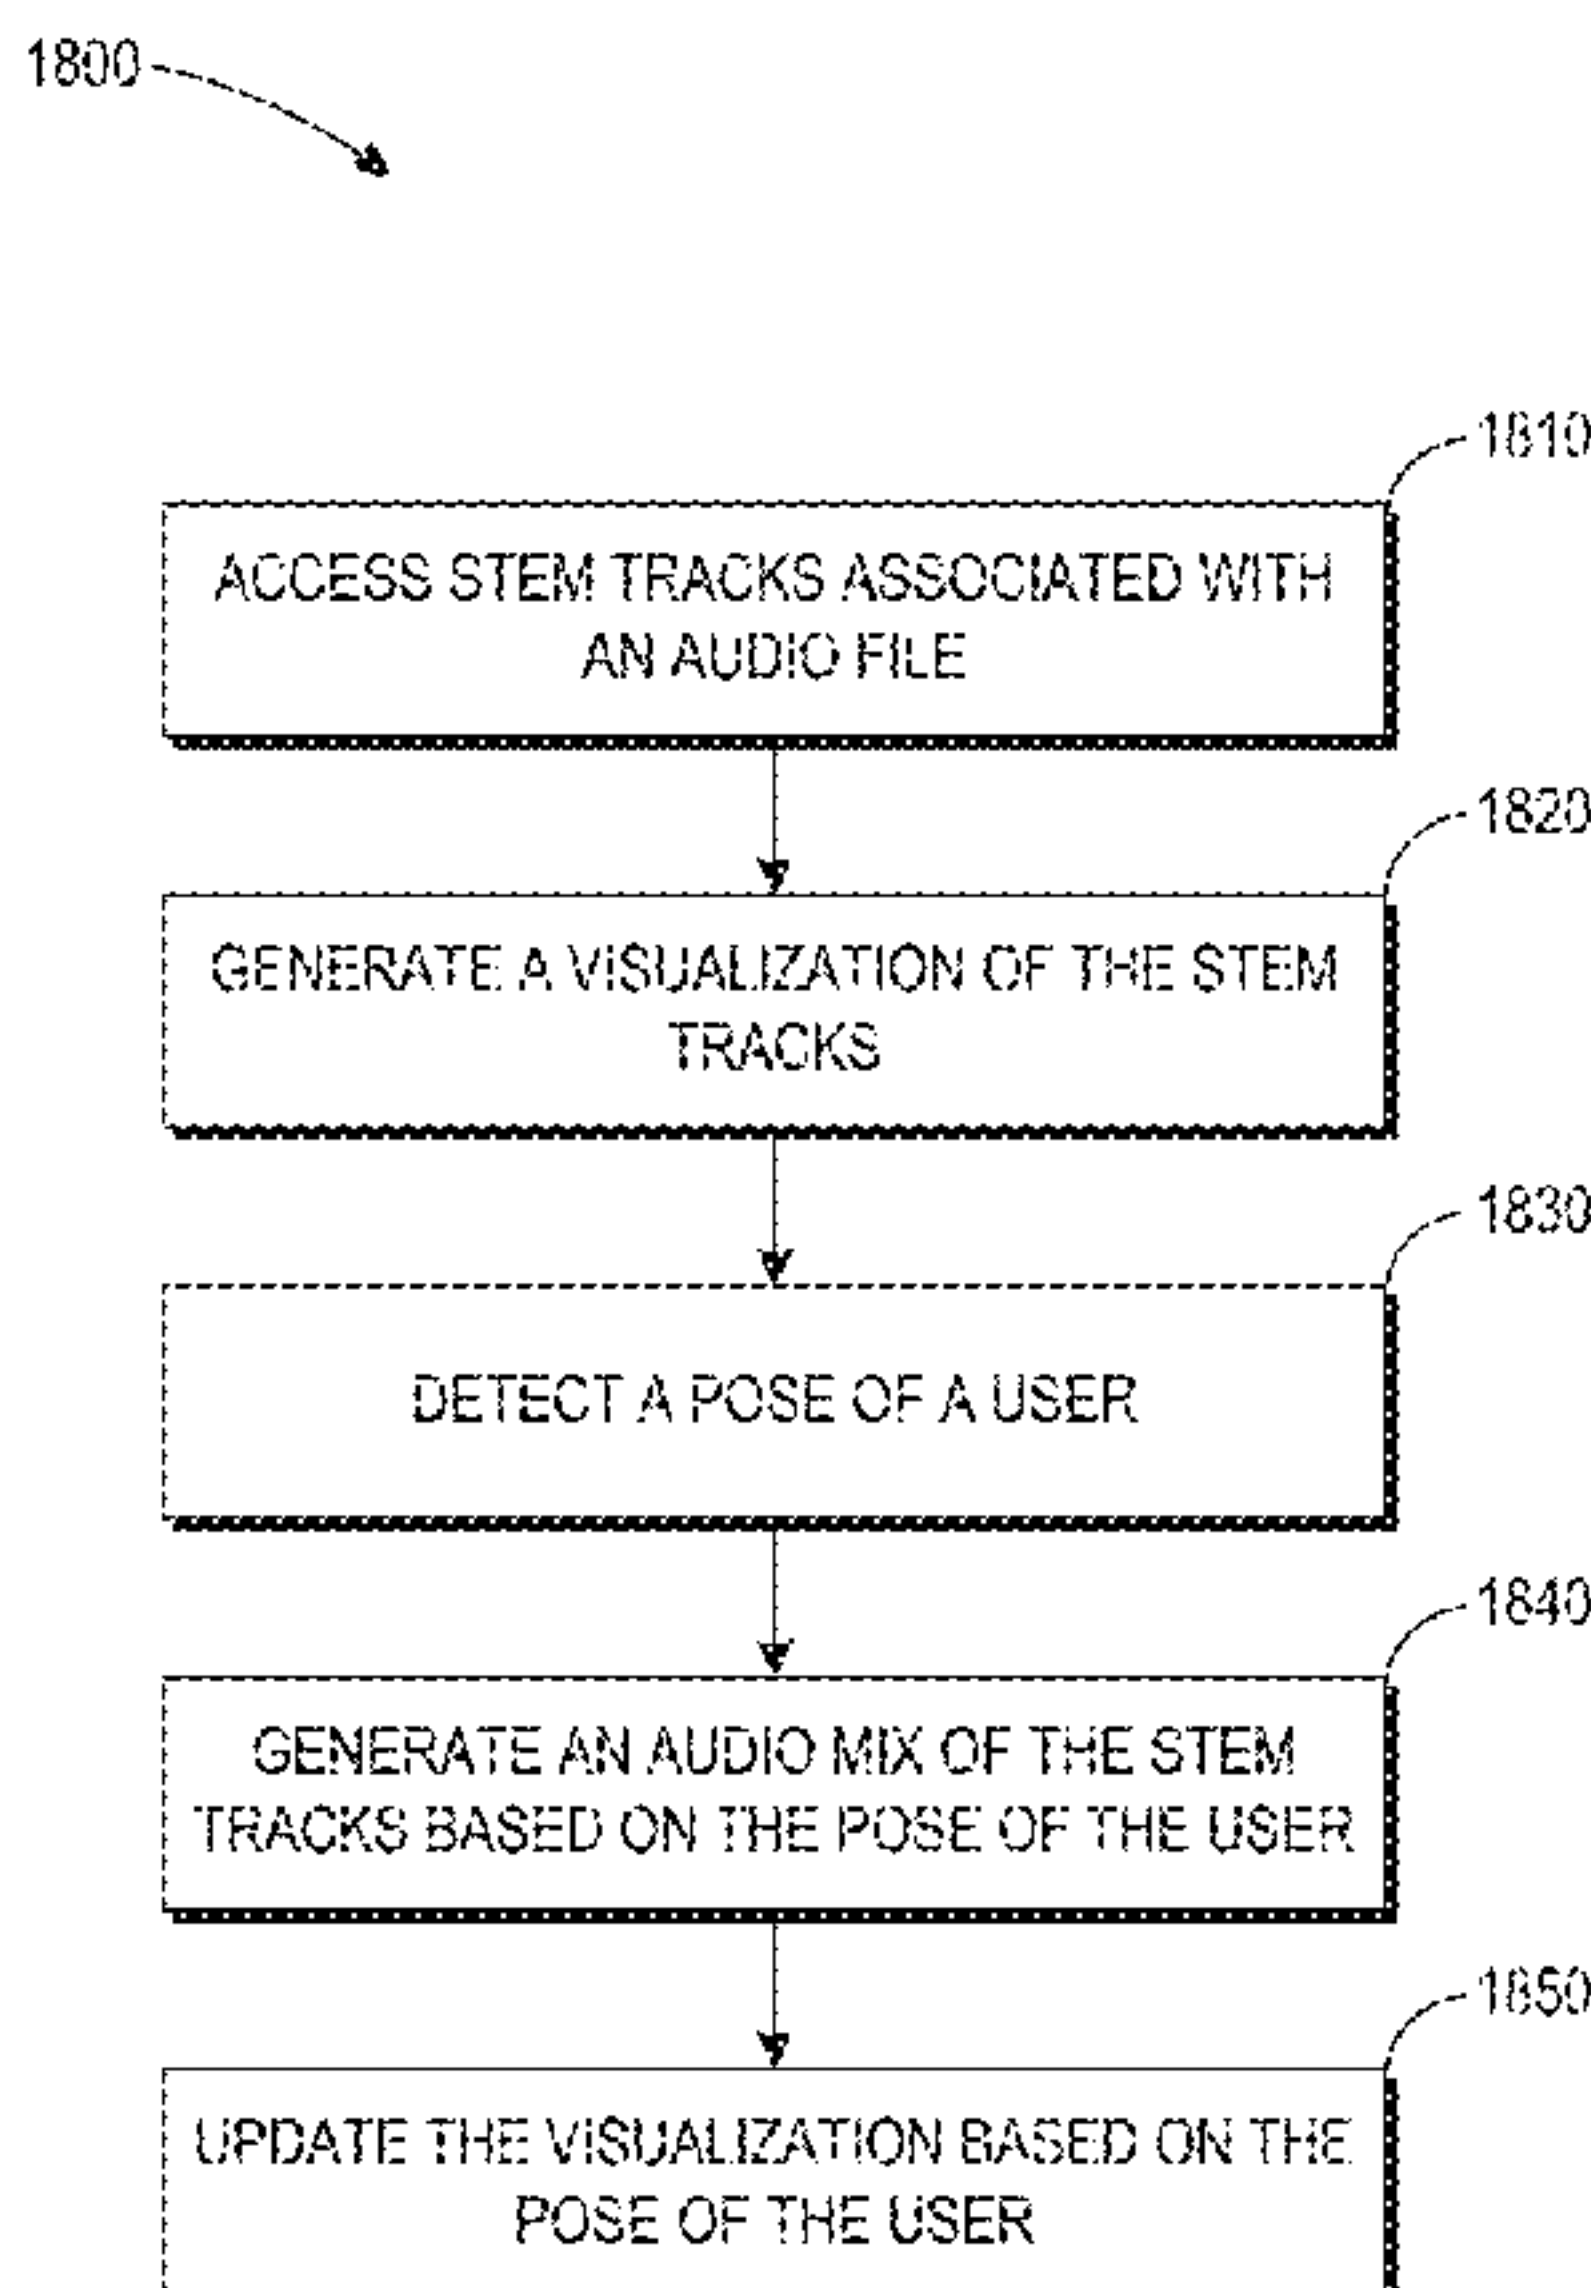 1800
1810
ACCESS STEM TRACKS ASSOCIATED WITH
AN AUDIO FILE
1820
GENERATE A VISUALIZATION OF THE STEM
TRACKS
1830
DETECT A POSE OF A USER
1840
GENERATE AN AUDIO MIX OF THE STEM
TRACKS BASED ON THE POSE OF THE USER
1850
UPDATE THE VISUALIZATION BASED ON THE
POSE OF THE USER